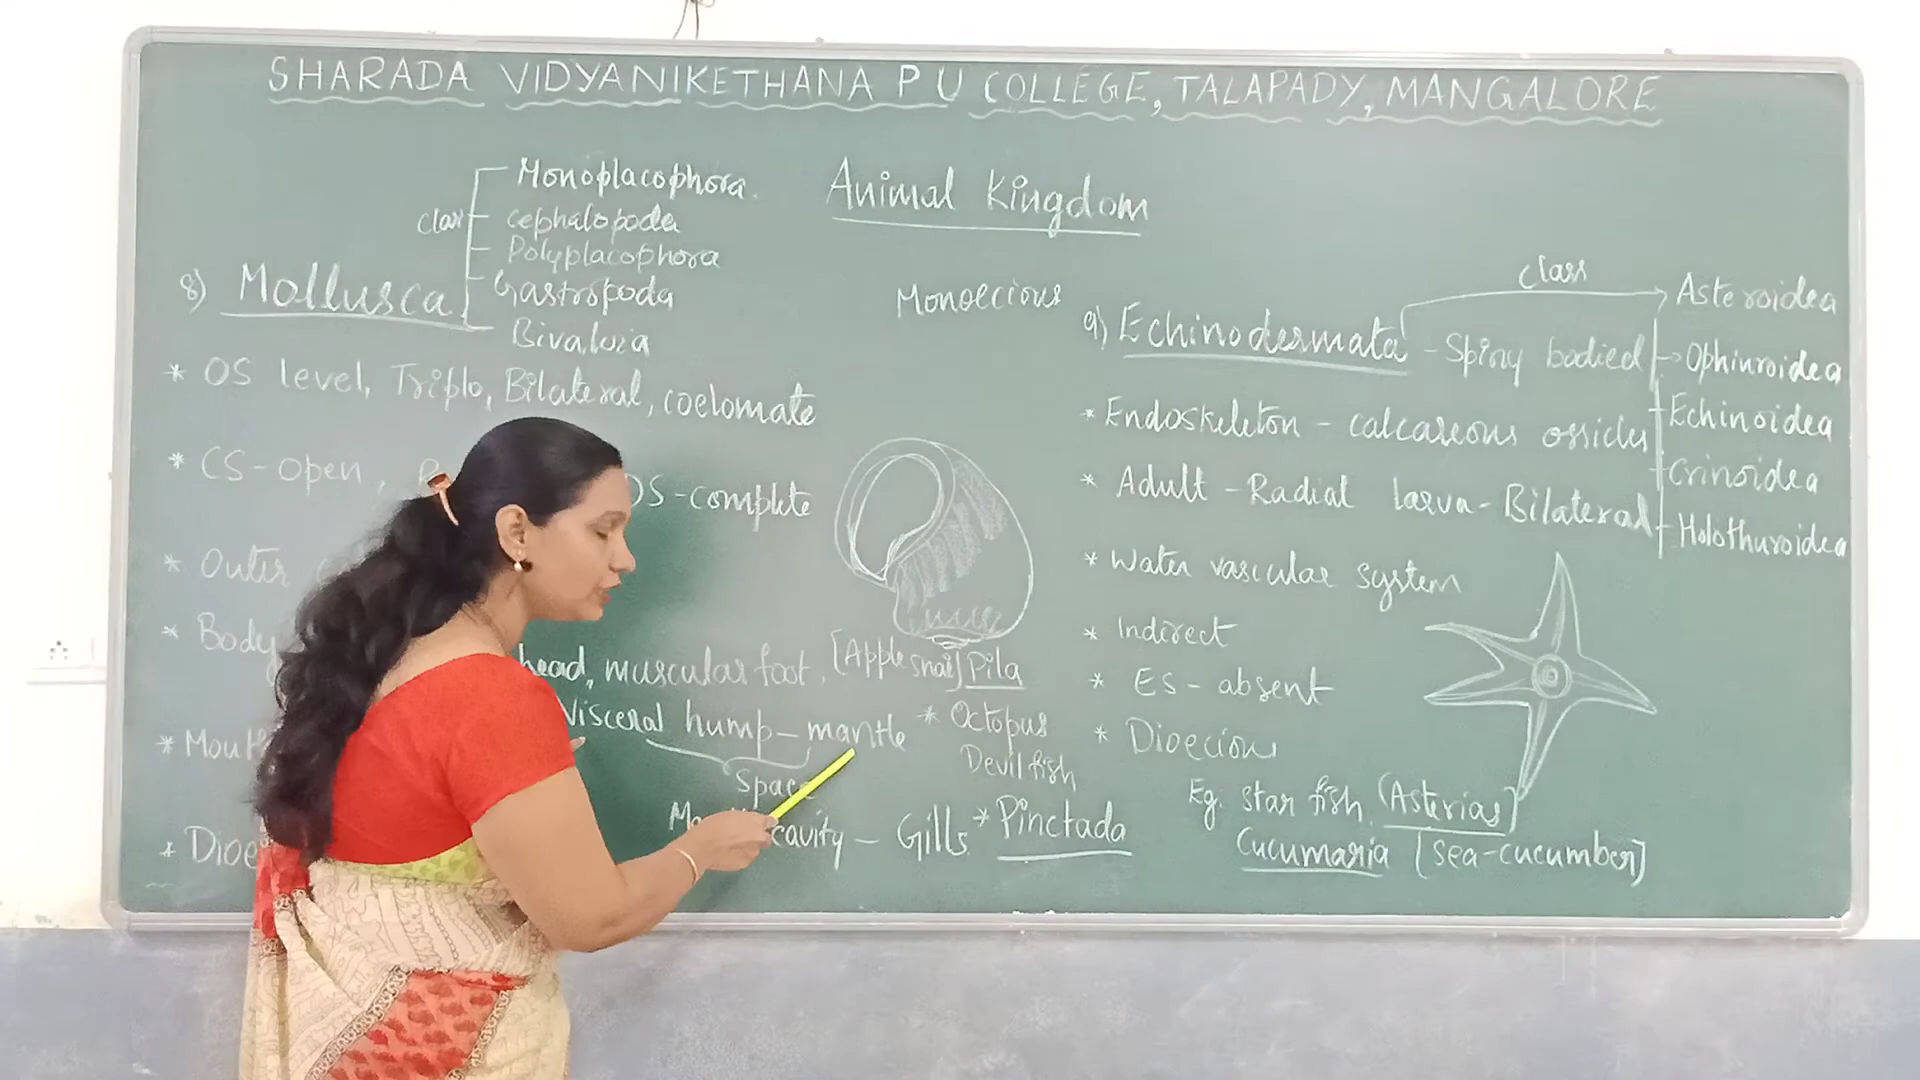 SHARADA VIDYANIKETHANA P U COLLEGE, TALAPADY, MANGALORE
Animal Kingdom
8) Mollusca
class
Monoplacophora.
cephalopoda
Polyplacophora
Gastropoda
Bivalvia
* OS level, Triplo, Bilateral, coelomate
* CS-open, DS-complete
* Outer
* Body head, muscular foot,
Visceral hump-mantle
space
* Mouth
cavity - Gills
* Dioe
Monoecious
[Apple snail] Pila
* Octopus
Devil fish
* Pinctada
9) Echinodermata - Spiny bodied
class
Asteroidea
Ophiuroidea
Echinoidea
Crinoidea
Holothuroidea
* Endoskeleton - calcareous ossicles
* Adult - Radial larva - Bilateral
* Water vascular system
* Indirect
* ES - absent
* Dioecious
Eg. star fish (Asterias)
Cucumaria [sea-cucumber]